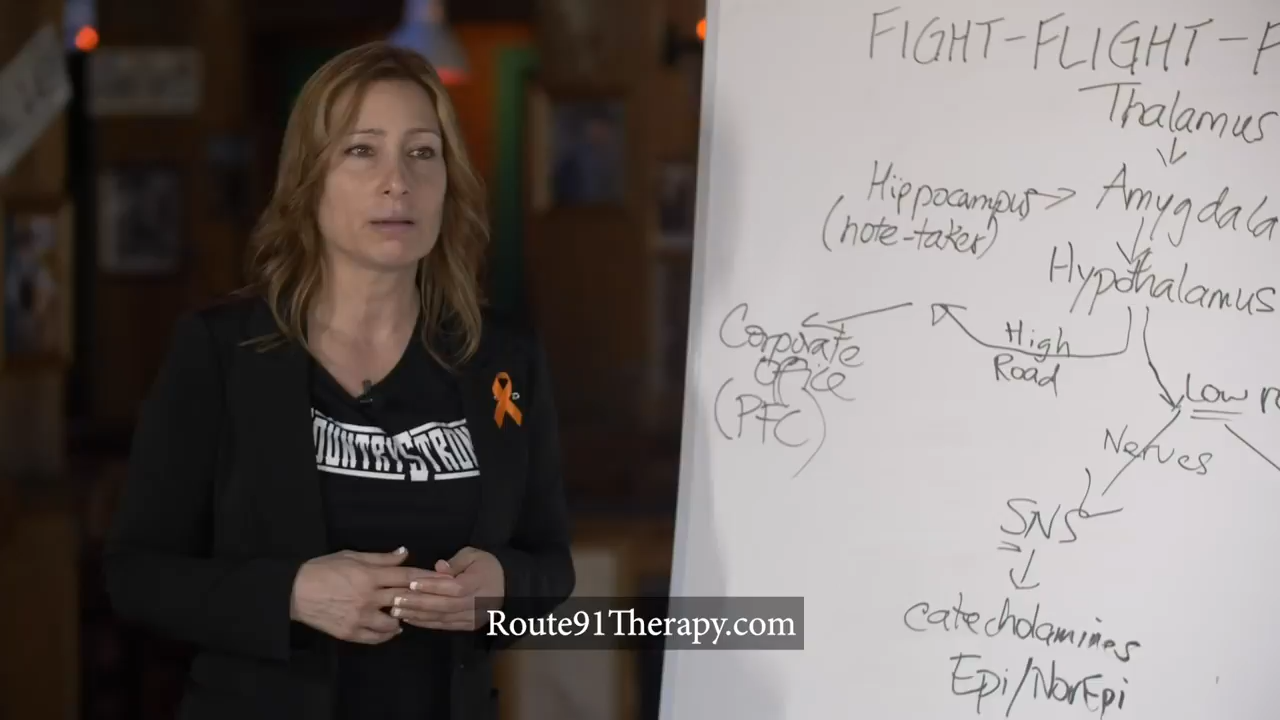 FIGHT-FLIGHT-F
Thalamus
Hippocampus Amygdala
(note-taker)
Hypothalamus
Corporate
office
(PFC)
High
Road
Low r
Nerves
SNS
catecholamines
Epi/NorEpi
OUNTRYSTRON
Route91Therapy.com